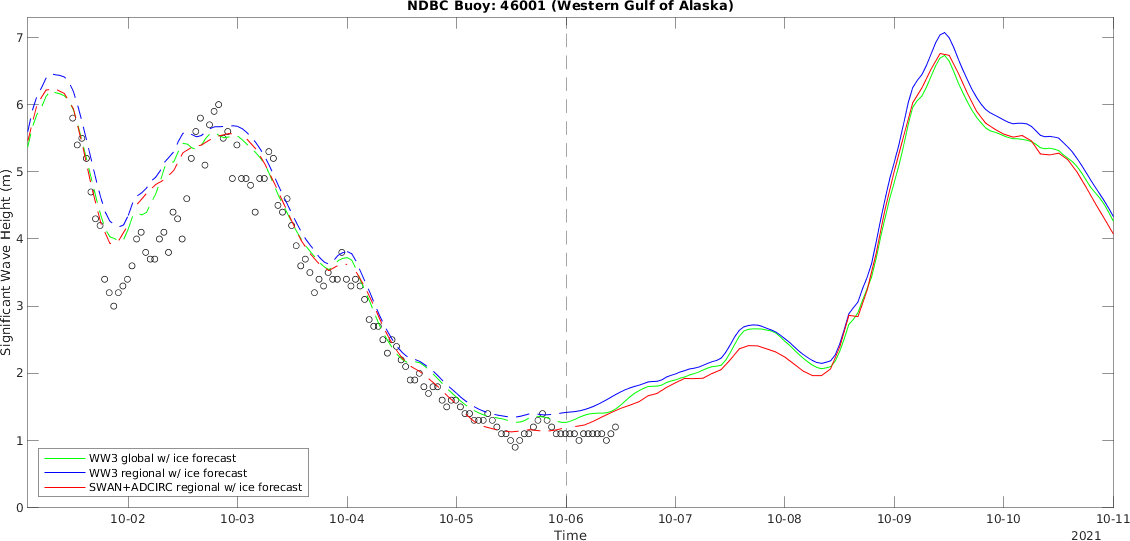 NDBC Buoy: 46001 (Western Gulf of Alaska)
7
6
5
4
3
2
1
0
Significant Wave Height (m)
WW3 global w/ ice forecast
WW3 regional w/ ice forecast
SWAN+ADCIRC regional w/ ice forecast
10-02 10-03 10-04 10-05 10-06 10-07 10-08 10-09 10-10 10-11
Time
2021